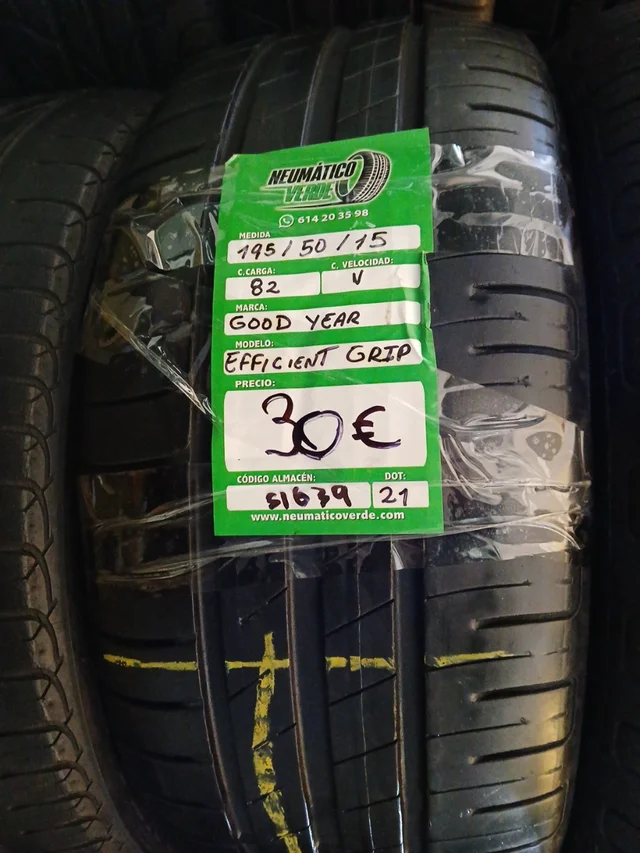 NEUMÁTICO
VERDE
614 20 35 98
MEDIDA
195/50/15
C.CARGA: C. VELOCIDAD:
82 V
MARCA:
GOOD YEAR
MODELO:
EFFICIENT GRIP
PRECIO:
30€
CÓDIGO ALMACÉN: DOT:
51679 21
www.neumaticoverde.com